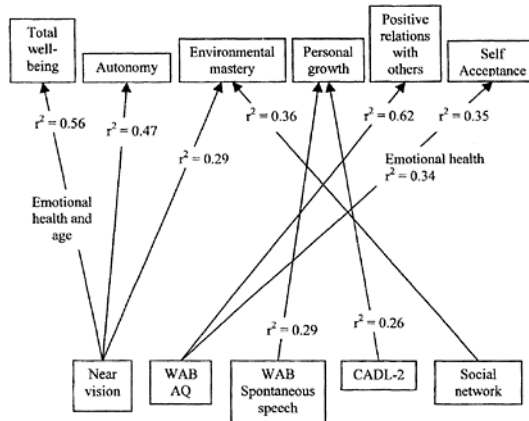 Total well-
being
Autonomy
Environmental
mastery
Personal
growth
Positive
relations
with
others
Self
Acceptance
r² = 0.56
r² = 0.47
r² = 0.29
r² = 0.36
r² = 0.62
r² = 0.35
Emotional health
r² = 0.34
Emotional
health and
age
r² = 0.29
r² = 0.26
Near
vision
WAB
AQ
WAB
Spontaneous
speech
CADL-2
Social
network